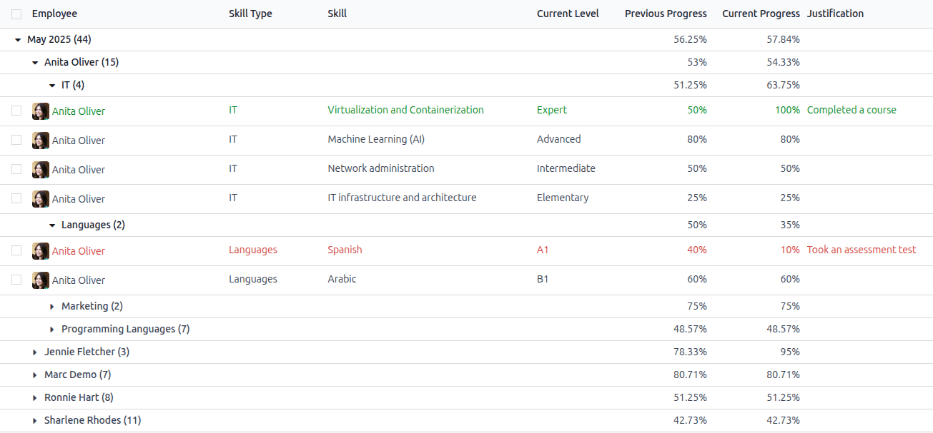 Employee Skill Type Skill Current Level Previous Progress Current Progress Justification
May 2025 (44) 56.25% 57.84%
Anita Oliver (15) 53% 54.33%
IT (4) 51.25% 63.75%
Anita Oliver IT Virtualization and Containerization Expert 50% 100% Completed a course
Anita Oliver IT Machine Learning (AI) Advanced 80% 80%
Anita Oliver IT Network administration Intermediate 50% 50%
Anita Oliver IT IT infrastructure and architecture Elementary 25% 25%
Languages (2) 50% 35%
Anita Oliver Languages Spanish A1 40% 10% Took an assessment test
Anita Oliver Languages Arabic B1 60% 60%
Marketing (2) 75% 75%
Programming Languages (7) 48.57% 48.57%
Jennie Fletcher (3) 78.33% 95%
Marc Demo (7) 80.71% 80.71%
Ronnie Hart (8) 51.25% 51.25%
Sharlene Rhodes (11) 42.73% 42.73%